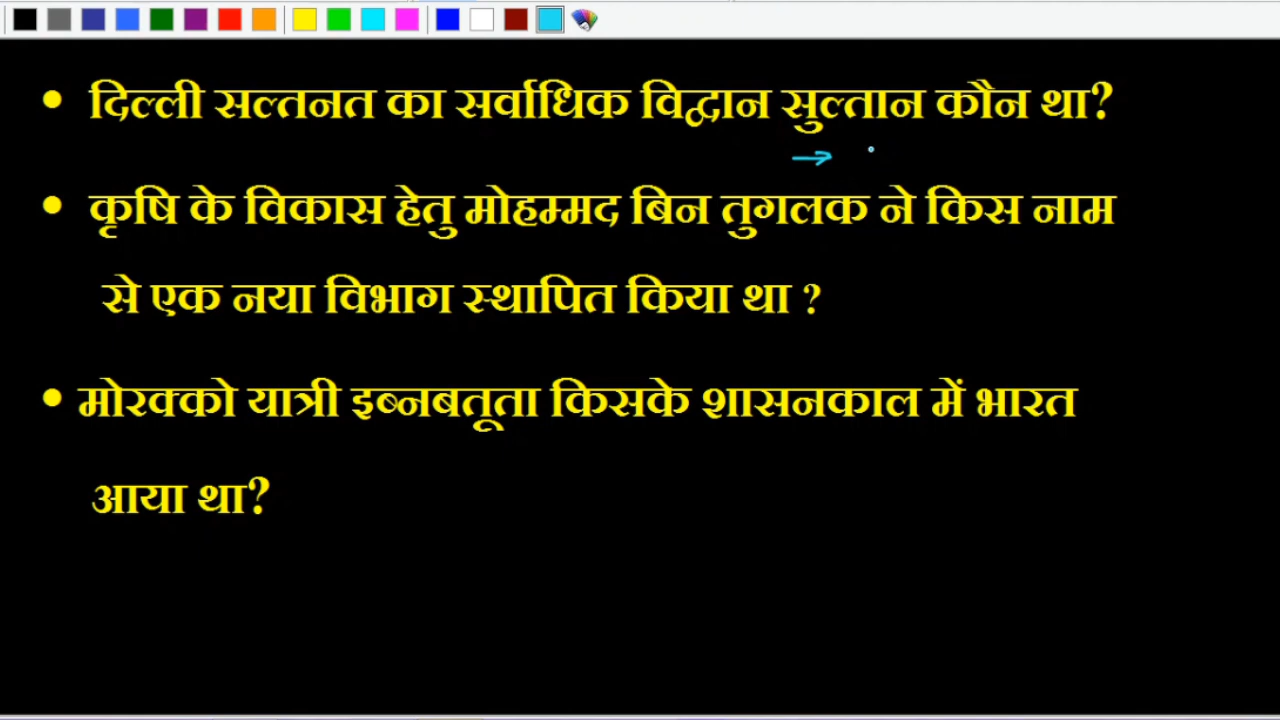 • दिल्ली सल्तनत का सर्वाधिक विद्वान सुल्तान कौन था?
→
• कृषि के विकास हेतु मोहम्मद बिन तुगलक ने किस नाम
से एक नया विभाग स्थापित किया था ?
• मोरक्को यात्री इब्नबतूता किसके शासनकाल में भारत
आया था?